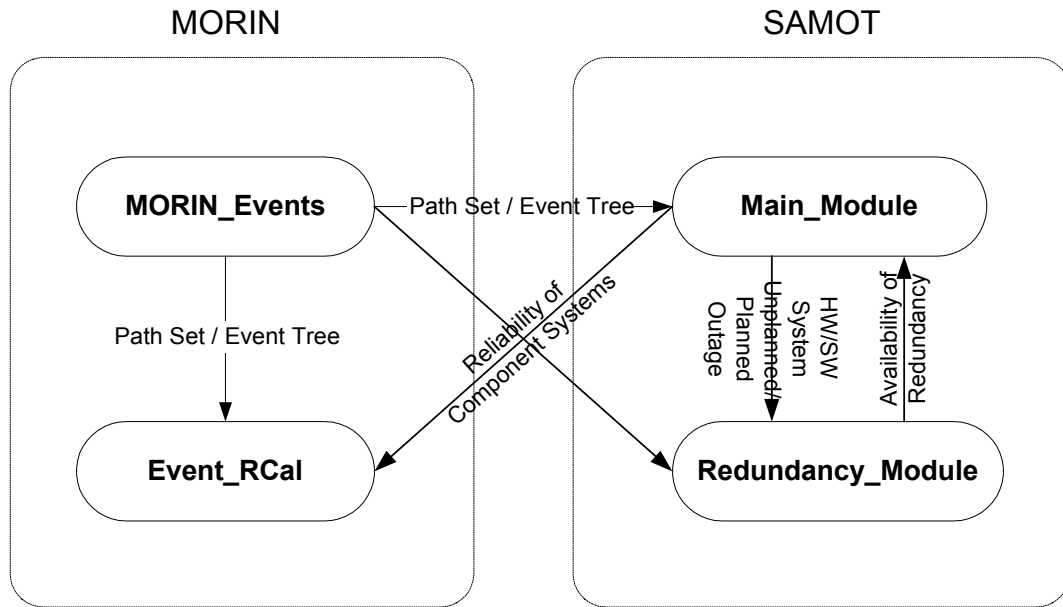 MORIN
SAMOT
MORIN_Events
Path Set / Event Tree
Main_Module
Path Set / Event Tree
Reliability of
Component Systems
HW/SW
System
Unplanned/
Planned
Outage
Availability of
Redundancy
Event_RCal
Redundancy_Module